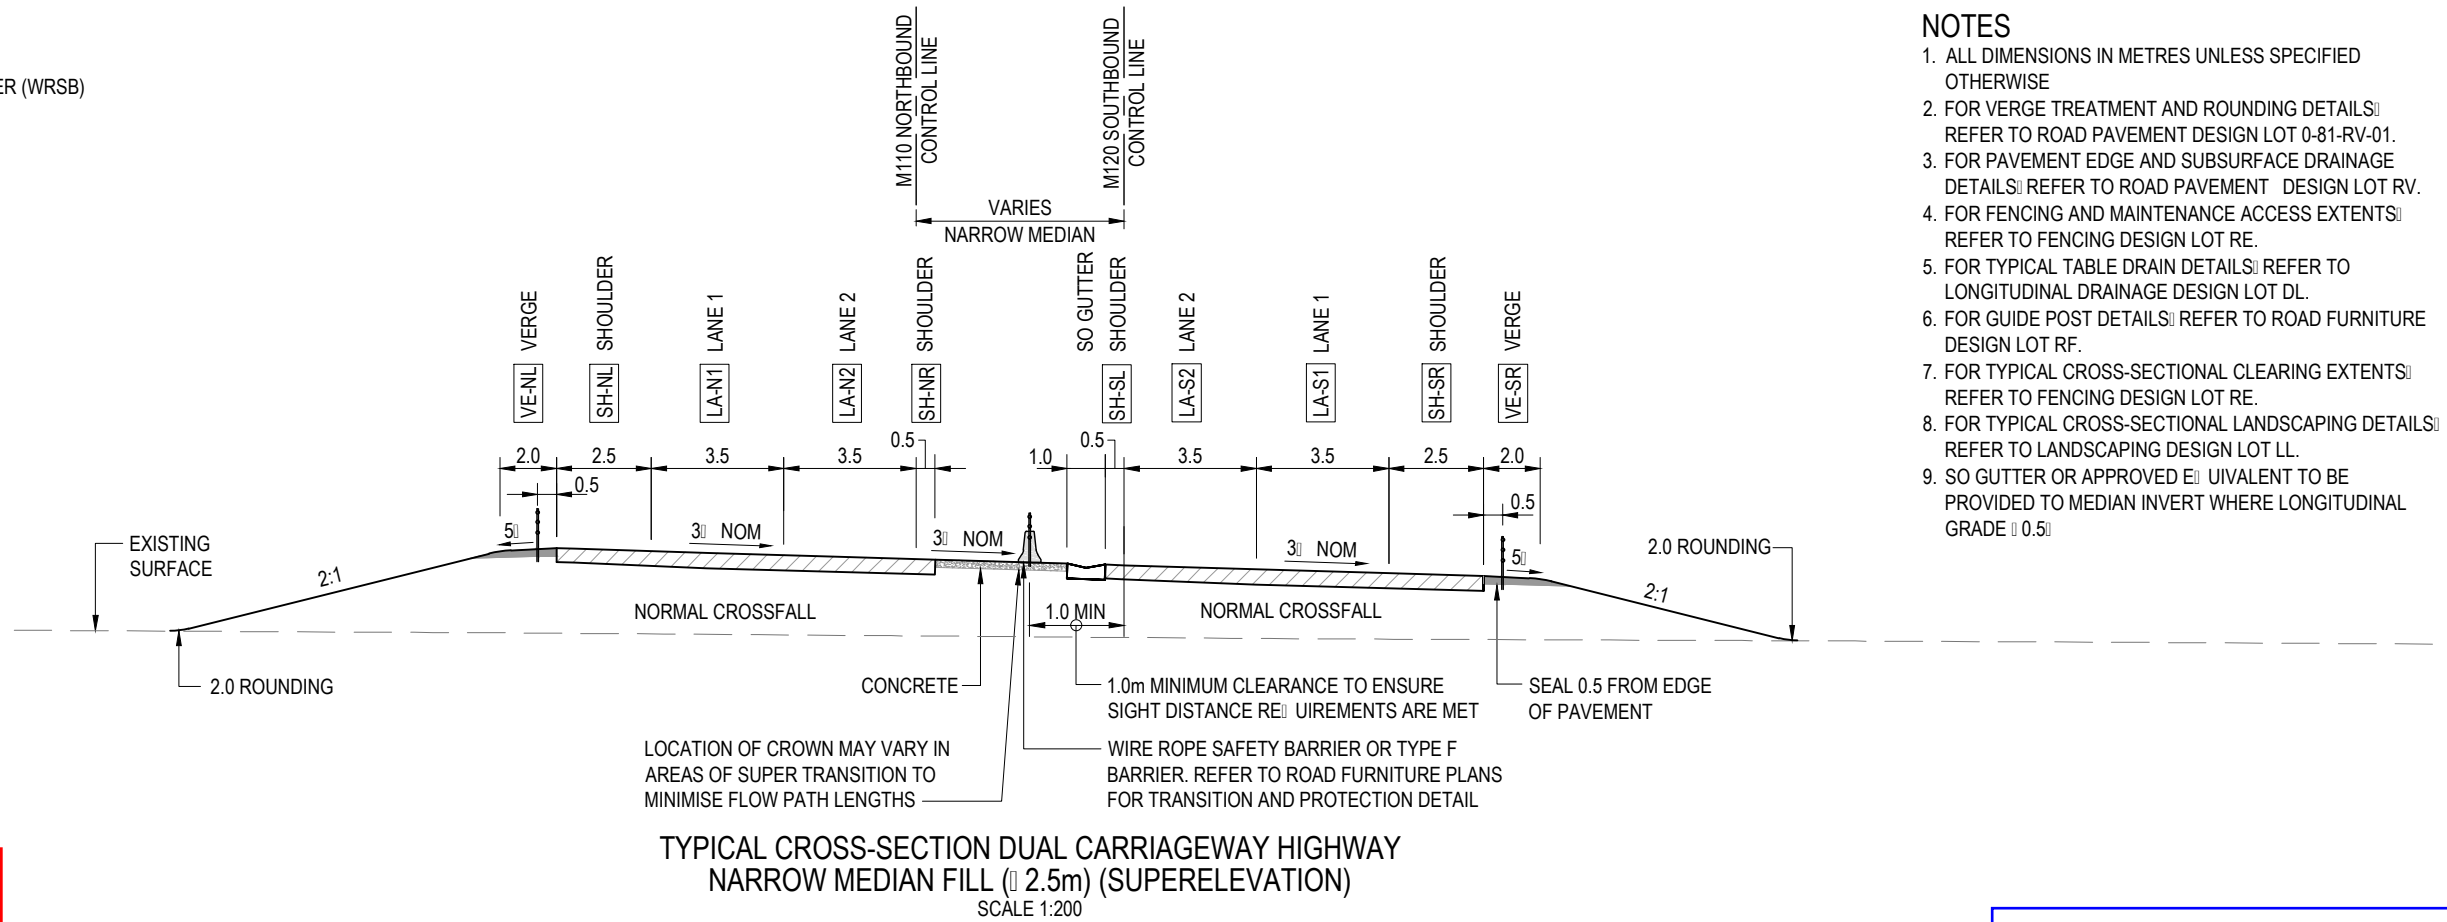 ER (WRSB)
M110 NORTHBOUND
CONTROL LINE
M120 SOUTHBOUND
CONTROL LINE
VARIES
NARROW MEDIAN
VE-NL VERGE
SH-NL SHOULDER
LA-N1 LANE 1
LA-N2 LANE 2
SH-NR SHOULDER
SO GUTTER
SH-SL SHOULDER
LA-S2 LANE 2
LA-S1 LANE 1
SH-SR SHOULDER
VE-SR VERGE
2.0 2.5 3.5 3.5 0.5 1.0 0.5 3.5 3.5 2.5 2.0
0.5 0.5
5▯ 3▯ NOM 3▯ NOM 3▯ NOM 5▯
EXISTING
SURFACE
2:1
2.0 ROUNDING
NORMAL CROSSFALL
1.0 MIN
NORMAL CROSSFALL
2:1
2.0 ROUNDING
CONCRETE
1.0m MINIMUM CLEARANCE TO ENSURE
SIGHT DISTANCE RE▯ UIREMENTS ARE MET
SEAL 0.5 FROM EDGE
OF PAVEMENT
LOCATION OF CROWN MAY VARY IN
AREAS OF SUPER TRANSITION TO
MINIMISE FLOW PATH LENGTHS
WIRE ROPE SAFETY BARRIER OR TYPE F
BARRIER. REFER TO ROAD FURNITURE PLANS
FOR TRANSITION AND PROTECTION DETAIL
TYPICAL CROSS-SECTION DUAL CARRIAGEWAY HIGHWAY
NARROW MEDIAN FILL (▯ 2.5m) (SUPERELEVATION)
SCALE 1:200
NOTES
1. ALL DIMENSIONS IN METRES UNLESS SPECIFIED
OTHERWISE
2. FOR VERGE TREATMENT AND ROUNDING DETAILS▯
REFER TO ROAD PAVEMENT DESIGN LOT 0-81-RV-01.
3. FOR PAVEMENT EDGE AND SUBSURFACE DRAINAGE
DETAILS▯ REFER TO ROAD PAVEMENT DESIGN LOT RV.
4. FOR FENCING AND MAINTENANCE ACCESS EXTENTS▯
REFER TO FENCING DESIGN LOT RE.
5. FOR TYPICAL TABLE DRAIN DETAILS▯ REFER TO
LONGITUDINAL DRAINAGE DESIGN LOT DL.
6. FOR GUIDE POST DETAILS▯ REFER TO ROAD FURNITURE
DESIGN LOT RF.
7. FOR TYPICAL CROSS-SECTIONAL CLEARING EXTENTS▯
REFER TO FENCING DESIGN LOT RE.
8. FOR TYPICAL CROSS-SECTIONAL LANDSCAPING DETAILS▯
REFER TO LANDSCAPING DESIGN LOT LL.
9. SO GUTTER OR APPROVED E▯ UIVALENT TO BE
PROVIDED TO MEDIAN INVERT WHERE LONGITUDINAL
GRADE ▯ 0.5▯